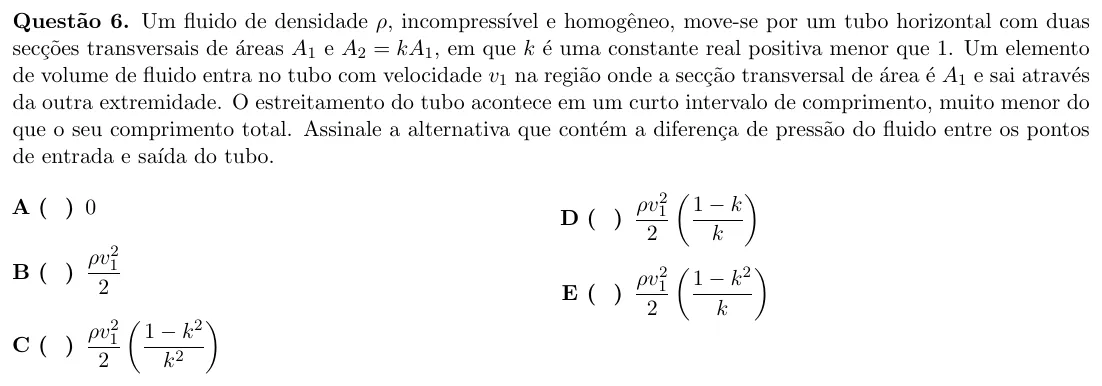 Questão 6. Um fluido de densidade ρ, incompressível e homogêneo, move-se por um tubo horizontal com duas
secções transversais de áreas A₁ e A₂ = kA₁, em que k é uma constante real positiva menor que 1. Um elemento
de volume de fluido entra no tubo com velocidade v₁ na região onde a secção transversal de área é A₁ e sai através
da outra extremidade. O estreitamento do tubo acontece em um curto intervalo de comprimento, muito menor do
que o seu comprimento total. Assinale a alternativa que contém a diferença de pressão do fluido entre os pontos
de entrada e saída do tubo.
A ( ) 0
B ( ) ρv₁²/2
C ( ) ρv₁²/2 ((1 − k²)/k²)
D ( ) ρv₁²/2 ((1 − k)/k)
E ( ) ρv₁²/2 ((1 − k²)/k)